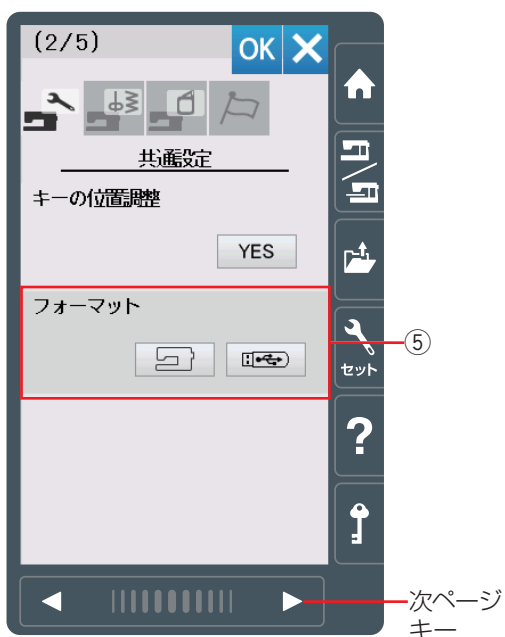 (2/5)
OK
共通設定
キーの位置調整
YES
フォーマット
⑤
セット
?
次ページ
キー